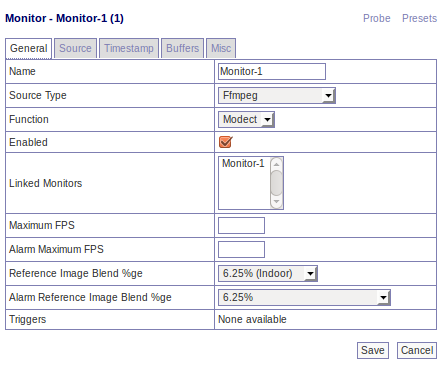 Monitor - Monitor-1 (1) Probe Presets
General Source Timestamp Buffers Misc
Name Monitor-1
Source Type Ffmpeg
Function Modect
Enabled
Linked Monitors Monitor-1
Maximum FPS
Alarm Maximum FPS
Reference Image Blend %ge 6.25% (Indoor)
Alarm Reference Image Blend %ge 6.25%
Triggers None available
Save Cancel